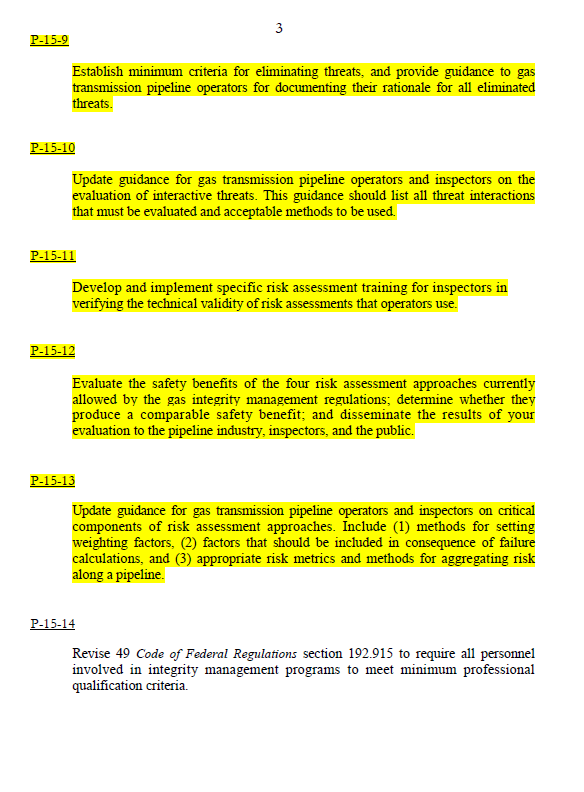 3
P-15-9
Establish minimum criteria for eliminating threats, and provide guidance to gas
transmission pipeline operators for documenting their rationale for all eliminated
threats.
P-15-10
Update guidance for gas transmission pipeline operators and inspectors on the
evaluation of interactive threats. This guidance should list all threat interactions
that must be evaluated and acceptable methods to be used.
P-15-11
Develop and implement specific risk assessment training for inspectors in
verifying the technical validity of risk assessments that operators use.
P-15-12
Evaluate the safety benefits of the four risk assessment approaches currently
allowed by the gas integrity management regulations; determine whether they
produce a comparable safety benefit; and disseminate the results of your
evaluation to the pipeline industry, inspectors, and the public.
P-15-13
Update guidance for gas transmission pipeline operators and inspectors on critical
components of risk assessment approaches. Include (1) methods for setting
weighting factors, (2) factors that should be included in consequence of failure
calculations, and (3) appropriate risk metrics and methods for aggregating risk
along a pipeline.
P-15-14
Revise 49 Code of Federal Regulations section 192.915 to require all personnel
involved in integrity management programs to meet minimum professional
qualification criteria.